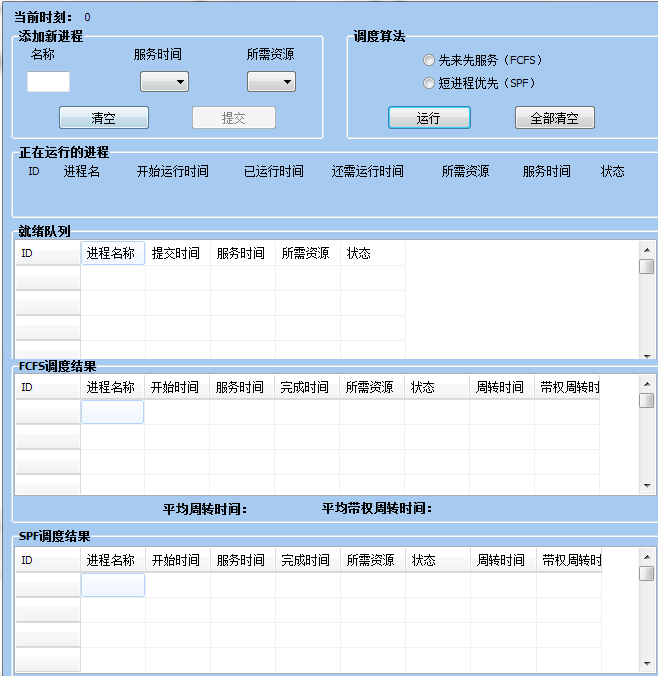 当前时刻： 0
添加新进程
调度算法
名称 服务时间 所需资源
先来先服务（FCFS）
短进程优先（SPF）
清空 提交 运行 全部清空
正在运行的进程
ID 进程名 开始运行时间 已运行时间 还需运行时间 所需资源 服务时间 状态
就绪队列
ID 进程名称 提交时间 服务时间 所需资源 状态
FCFS调度结果
ID 进程名称 开始时间 服务时间 完成时间 所需资源 状态 周转时间 带权周转时
平均周转时间： 平均带权周转时间：
SPF调度结果
ID 进程名称 开始时间 服务时间 完成时间 所需资源 状态 周转时间 带权周转时